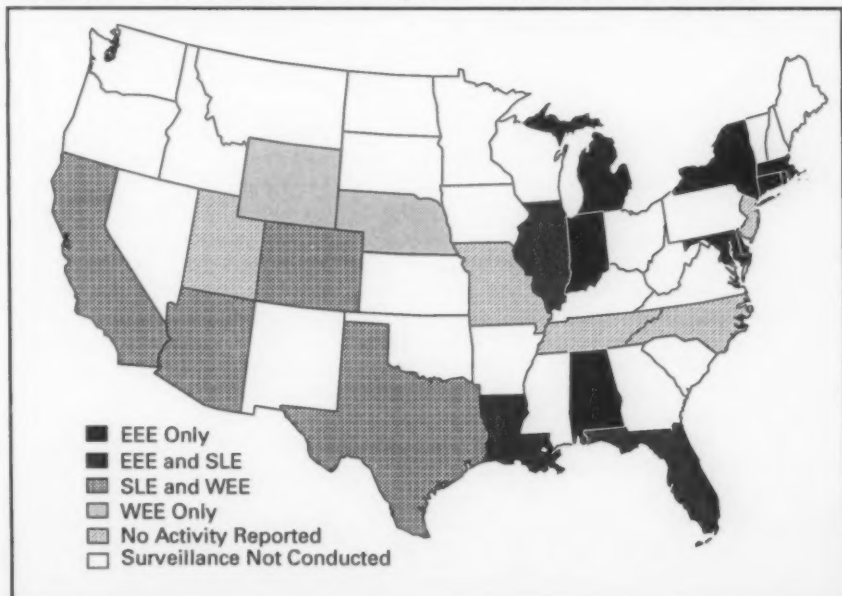 EEE Only
EEE and SLE
SLE and WEE
WEE Only
No Activity Reported
Surveillance Not Conducted